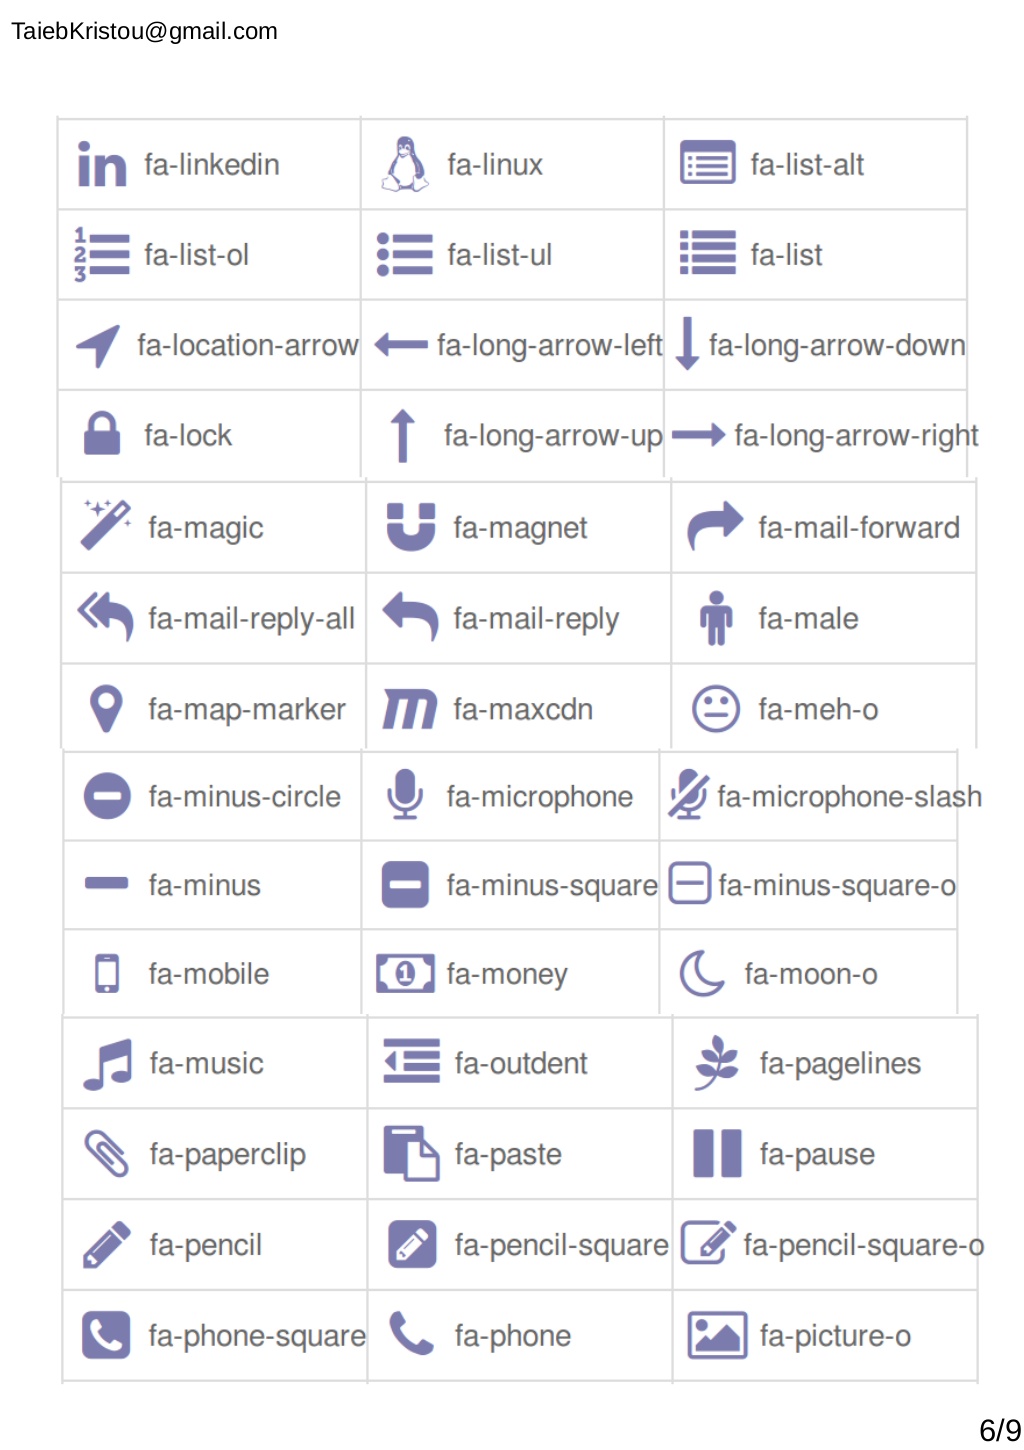 TaiebKristou@gmail.com
fa-linkedin fa-linux fa-list-alt
fa-list-ol fa-list-ul fa-list
fa-location-arrow fa-long-arrow-left fa-long-arrow-down
fa-lock fa-long-arrow-up fa-long-arrow-right
fa-magic fa-magnet fa-mail-forward
fa-mail-reply-all fa-mail-reply fa-male
fa-map-marker fa-maxcdn fa-meh-o
fa-minus-circle fa-microphone fa-microphone-slash
fa-minus fa-minus-square fa-minus-square-o
fa-mobile fa-money fa-moon-o
fa-music fa-outdent fa-pagelines
fa-paperclip fa-paste fa-pause
fa-pencil fa-pencil-square fa-pencil-square-o
fa-phone-square fa-phone fa-picture-o
6/9